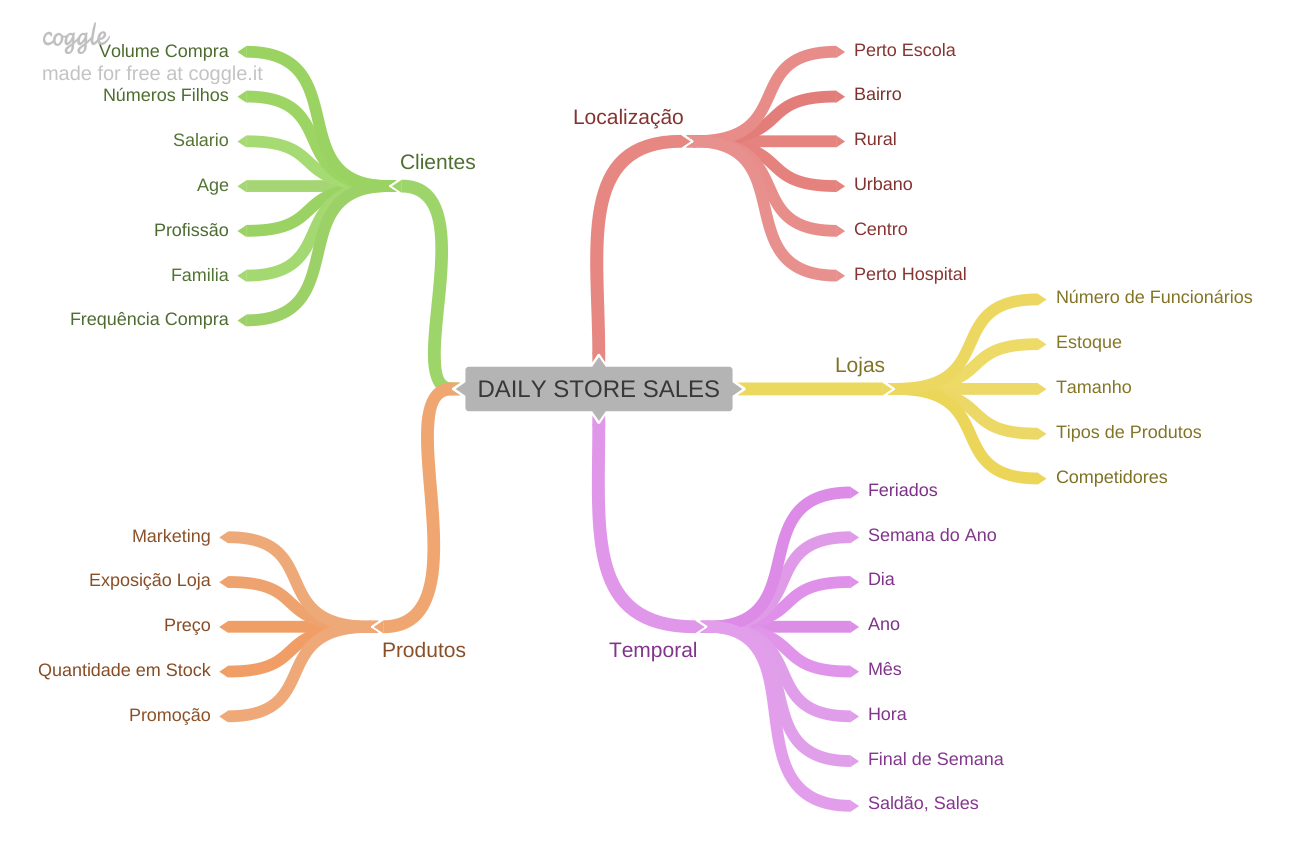 coggle
made for free at coggle.it
DAILY STORE SALES
Clientes
Volume Compra
Números Filhos
Salario
Age
Profissão
Familia
Frequência Compra
Localização
Perto Escola
Bairro
Rural
Urbano
Centro
Perto Hospital
Lojas
Número de Funcionários
Estoque
Tamanho
Tipos de Produtos
Competidores
Produtos
Marketing
Exposição Loja
Preço
Quantidade em Stock
Promoção
Temporal
Feriados
Semana do Ano
Dia
Ano
Mês
Hora
Final de Semana
Saldão, Sales